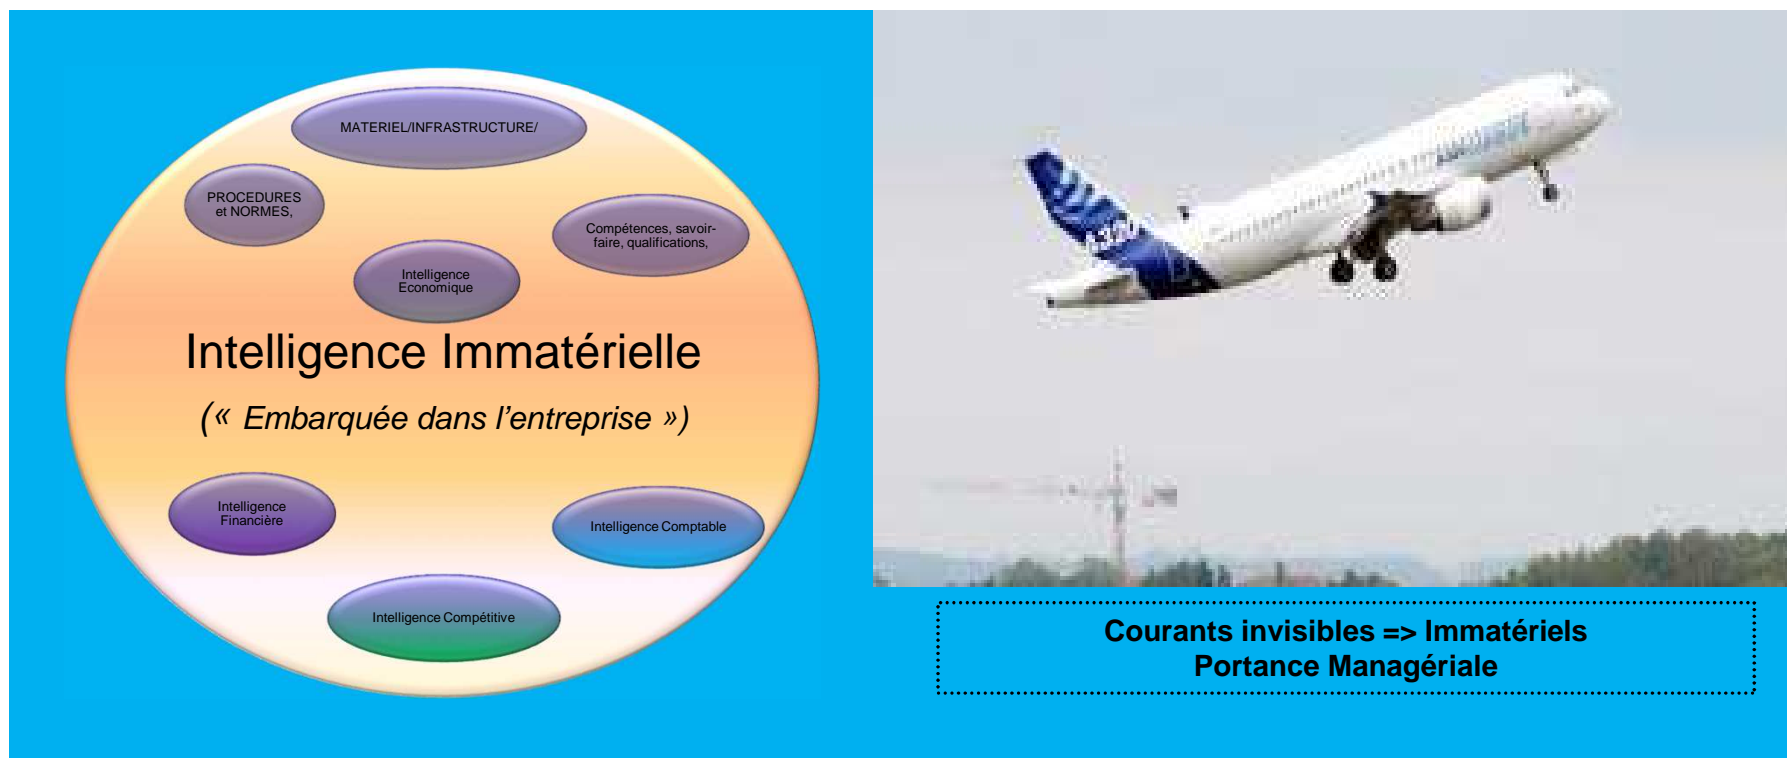 MATERIEL/INFRASTRUCTURE/
PROCEDURES
et NORMES,
Compétences, savoir-
faire, qualifications,
Intelligence
Economique
Intelligence Immatérielle
(« Embarquée dans l’entreprise »)
Intelligence
Financière
Intelligence Comptable
Intelligence Compétitive
Courants invisibles => Immatériels
Portance Managériale